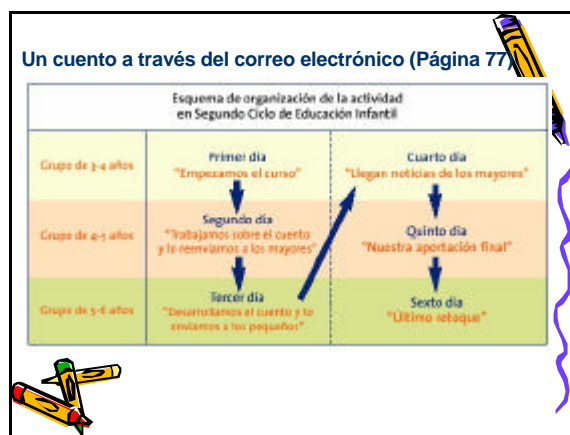 Un cuento a través del correo electrónico (Página 77)
Esquema de organización de la actividad
en Segundo Ciclo de Educación Infantil
Grupo de 3-4 años
Primer día
"Empezamos el curso"
Cuarto día
"Llegan noticias de los mayores"
Grupo de 4-5 años
Segundo día
"Trabajamos sobre el cuento
y lo reenviamos a los mayores"
Quinto día
"Nuestra aportación final"
Grupo de 5-6 años
Tercer día
"Desarrollamos el cuento y lo
enviamos a los pequeños"
Sexto día
"Último retoque"